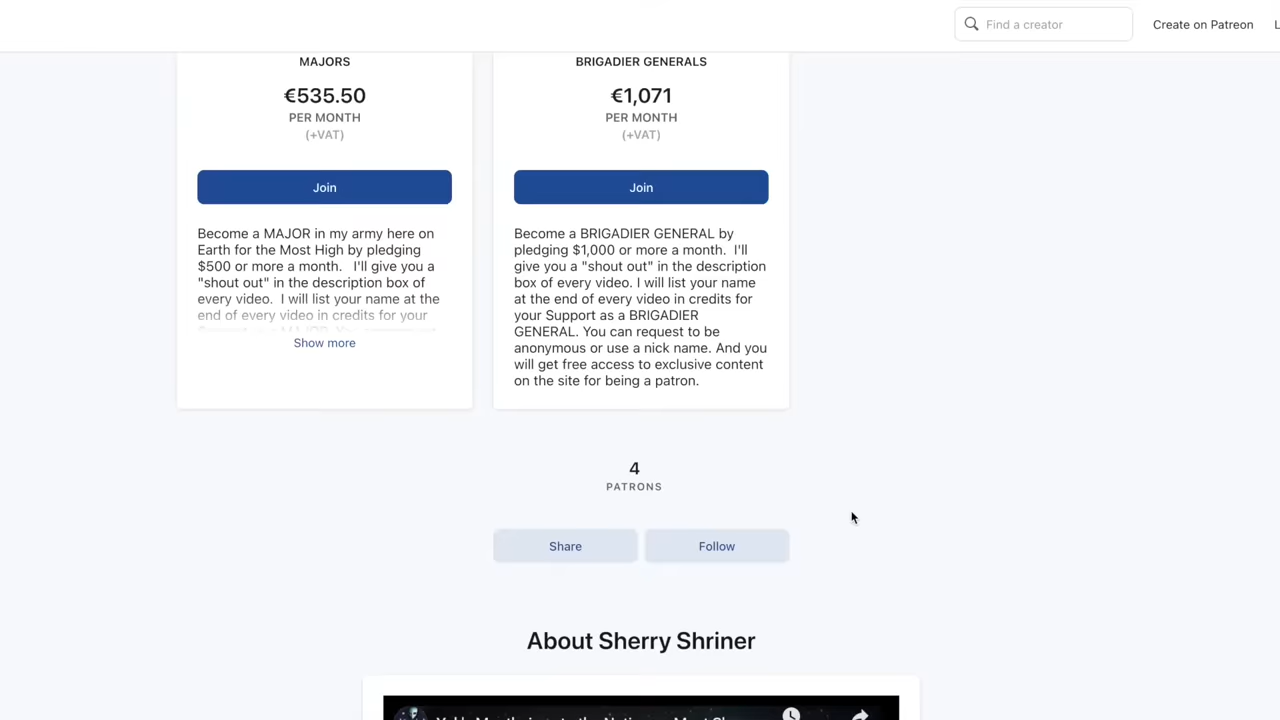 Find a creator
Create on Patreon
L
MAJORS
€535.50
PER MONTH
(+VAT)
Join
Become a MAJOR in my army here on
Earth for the Most High by pledging
$500 or more a month. I'll give you a
"shout out" in the description box of
every video. I will list your name at the
end of every video in credits for your
Show more
BRIGADIER GENERALS
€1,071
PER MONTH
(+VAT)
Join
Become a BRIGADIER GENERAL by
pledging $1,000 or more a month. I'll
give you a "shout out" in the description
box of every video. I will list your name
at the end of every video in credits for
your Support as a BRIGADIER
GENERAL. You can request to be
anonymous or use a nick name. And you
will get free access to exclusive content
on the site for being a patron.
4
PATRONS
Share
Follow
About Sherry Shriner